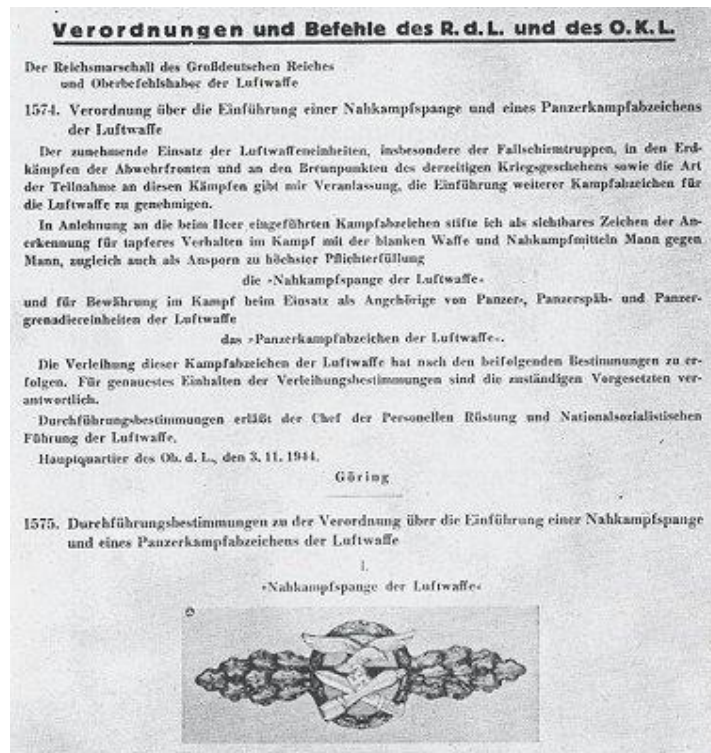 Verordnungen und Befehle des R.d.L. und des O.K.L.
Der Reichsmarschall des Großdeutschen Reiches
und Oberbefehlshaber der Luftwaffe
1574. Verordnung über die Einführung einer Nahkampfspange und eines Panzerkampfabzeichens
der Luftwaffe
Der zunehmende Einsatz der Luftwaffeneinheiten, insbesondere der Fallschirmtruppen, in den Erd-
kämpfen der Abwehrfronten und an den Brennpunkten des derzeitigen Kriegsgeschehens sowie die Art
der Teilnahme an diesen Kämpfen gibt mir Veranlassung, die Einführung weiterer Kampfabzeichen für
die Luftwaffe zu genehmigen.
In Anlehnung an die beim Heer eingeführten Kampfabzeichen stifte ich als sichtbares Zeichen der An-
erkennung für tapferes Verhalten im Kampf mit der blanken Waffe und Nahkampfmitteln Mann gegen
Mann, zugleich auch als Ansporn zu höchster Pflichterfüllung
die »Nahkampfspange der Luftwaffe«
und für Bewährung im Kampf beim Einsatz als Angehörige von Panzer-, Panzerspäh- und Panzer-
grenadiereinheiten der Luftwaffe
das »Panzerkampfabzeichen der Luftwaffe«.
Die Verleihung dieser Kampfabzeichen der Luftwaffe hat nach den beifolgenden Bestimmungen zu er-
folgen. Für genauestes Einhalten der Verleihungsbestimmungen sind die zuständigen Vorgesetzten ver-
antwortlich.
Durchführungsbestimmungen erläßt der Chef der Personellen Rüstung und Nationalsozialistischen
Führung der Luftwaffe.
Hauptquartier des Ob. d. L., den 3. 11. 1944.
Göring
1575. Durchführungsbestimmungen zu der Verordnung über die Einführung einer Nahkampfspange
und eines Panzerkampfabzeichens der Luftwaffe
I.
»Nahkampfspange der Luftwaffe«